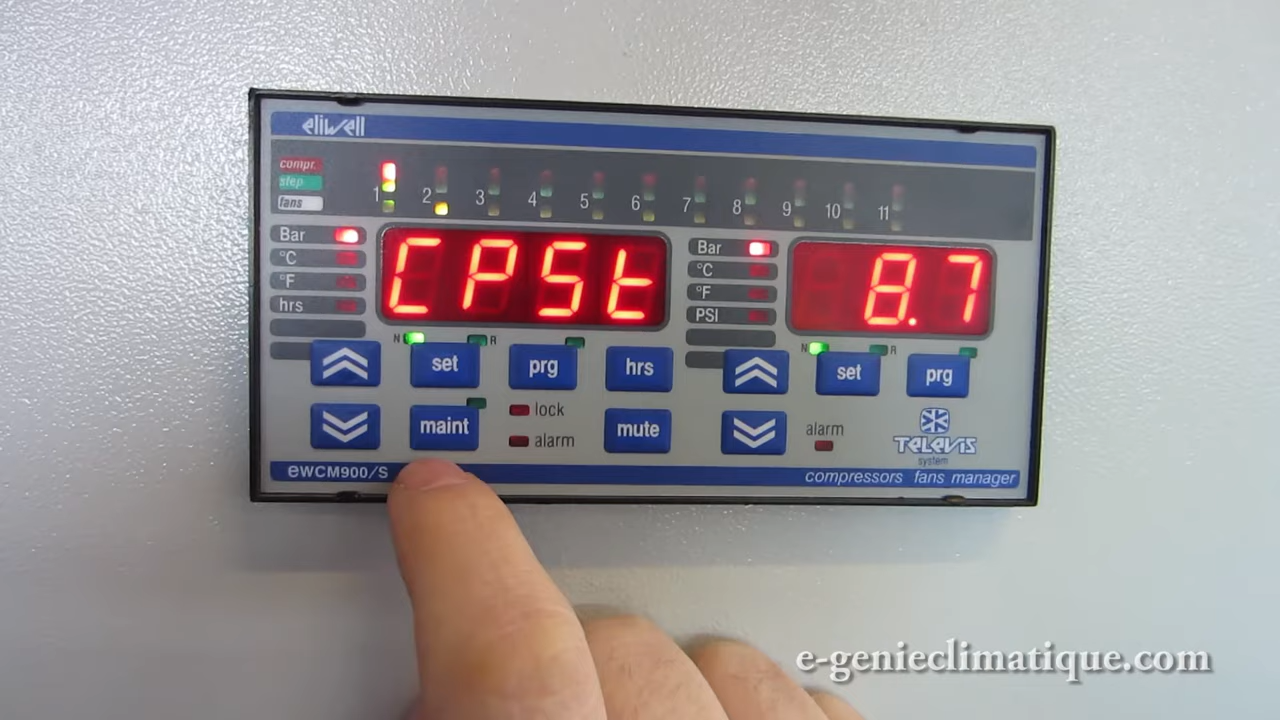 eliwell
compr.
step
fans
1 2 3 4 5 6 7 8 9 10 11
Bar
°C
°F
hrs
CPSt
Bar
°C
°F
PSI
8.7
N R
set
prg
hrs
N R
set
prg
maint
lock
alarm
mute
alarm
TELEVIS
system
eWCM900/S
compressors fans manager
e-genieclimatique.com